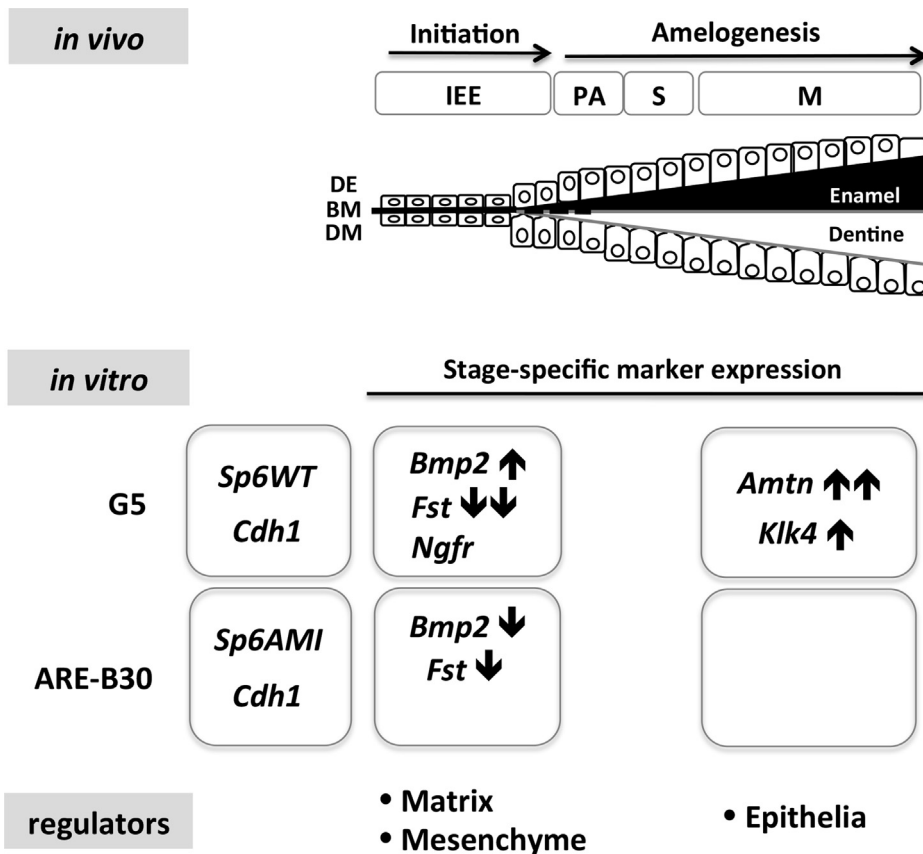 in vivo
Initiation Amelogenesis
IEE PA S M
DE
BM
DM
Enamel
Dentine
in vitro
Stage-specific marker expression
G5
Sp6WT
Cdh1
Bmp2 ↑
Fst ↓↓
Ngfr
Amtn ↑↑
Klk4 ↑
ARE-B30
Sp6AMI
Cdh1
Bmp2 ↓
Fst ↓
regulators
• Matrix
• Mesenchyme
• Epithelia